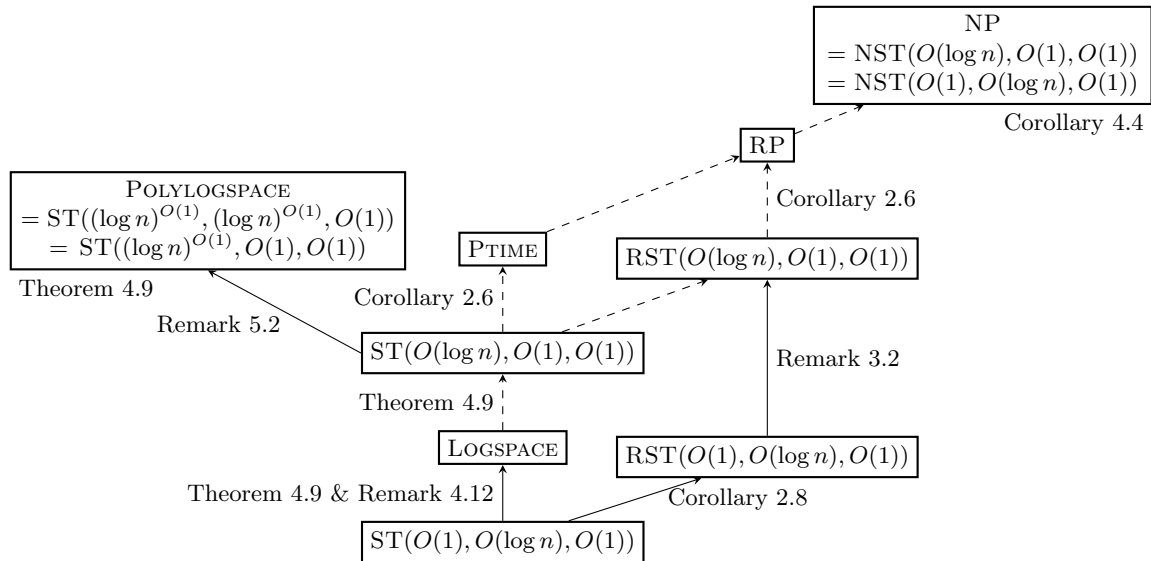 NP
= NST(O(log n), O(1), O(1))
= NST(O(1), O(log n), O(1))
Corollary 4.4
RP
POLYLOGSPACE
= ST((log n)^{O(1)}, (log n)^{O(1)}, O(1))
= ST((log n)^{O(1)}, O(1), O(1))
Theorem 4.9
Corollary 2.6
PTIME
RST(O(log n), O(1), O(1))
Corollary 2.6
Remark 5.2
ST(O(log n), O(1), O(1))
Remark 3.2
Theorem 4.9
LOGSPACE
RST(O(1), O(log n), O(1))
Theorem 4.9 & Remark 4.12
Corollary 2.8
ST(O(1), O(log n), O(1))